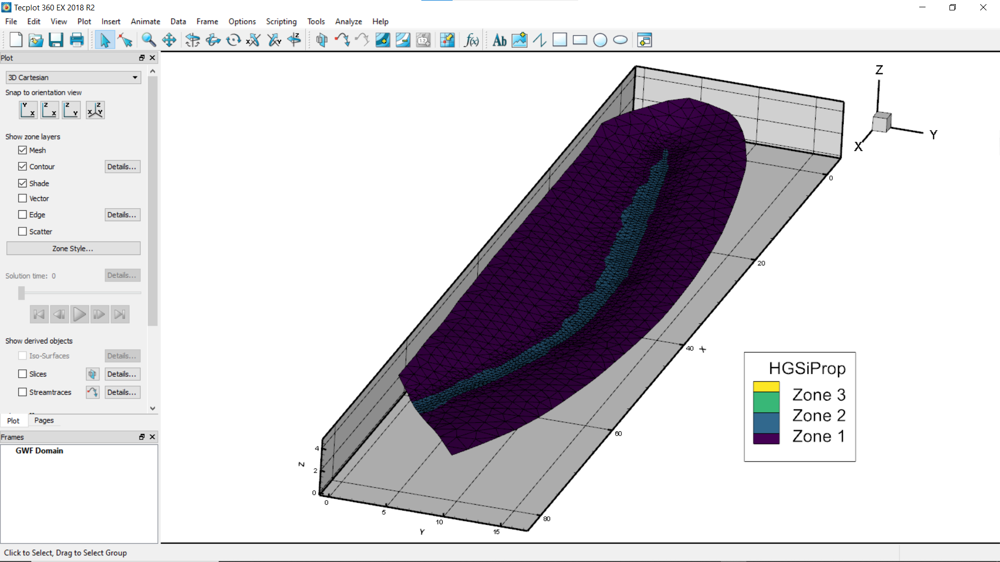 Tecplot 360 EX 2018 R2
File Edit View Plot Insert Animate Data Frame Options Scripting Tools Analyze Help
Ab
f(x)
Plot
3D Cartesian
Snap to orientation view
Y X Z X Z Y Z X Y
Show zone layers
Mesh
Contour Details...
Shade
Vector
Edge Details...
Scatter
Zone Style...
Solution time: 0 Details...
Show derived objects
Iso-Surfaces Details...
Slices Details...
Streamtraces Details...
Plot Pages
Frames
GWF Domain
Click to Select, Drag to Select Group
Z
Y
X
0
20
40 X
60
80
Z
4
2
0
0
5
10
15
Y
HGSiProp
Zone 3
Zone 2
Zone 1